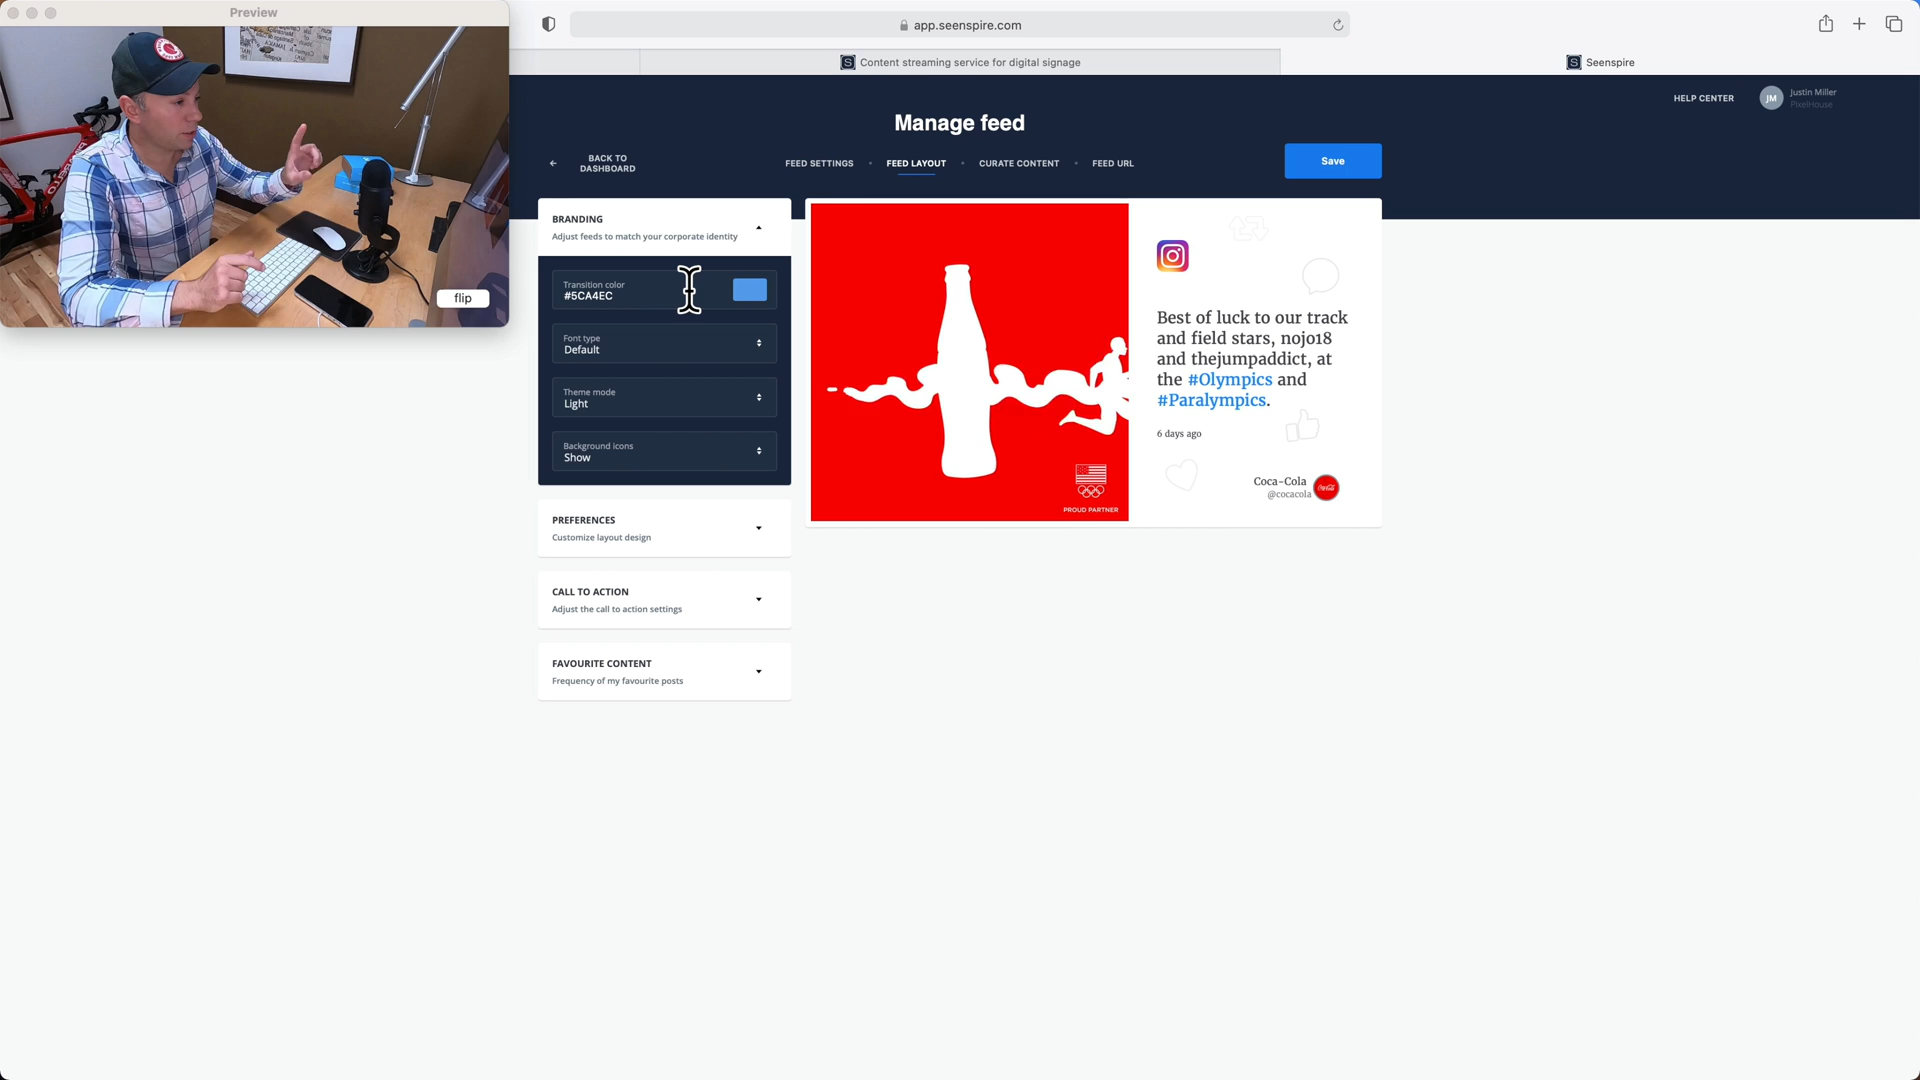 Preview
flip
app.seenspire.com
Content streaming service for digital signage
Seenspire
HELP CENTER
JM
Justin Miller
PixelHouse
Manage feed
BACK TO
DASHBOARD
FEED SETTINGS
FEED LAYOUT
CURATE CONTENT
FEED URL
Save
BRANDING
Adjust feeds to match your corporate identity
Transition color
#5CA4EC
Font type
Default
Theme mode
Light
Background icons
Show
PREFERENCES
Customize layout design
CALL TO ACTION
Adjust the call to action settings
FAVOURITE CONTENT
Frequency of my favourite posts
PROUD PARTNER
Best of luck to our track
and field stars, nojo18
and thejumpaddict, at
the #Olympics and
#Paralympics.
6 days ago
Coca-Cola
@cocacola